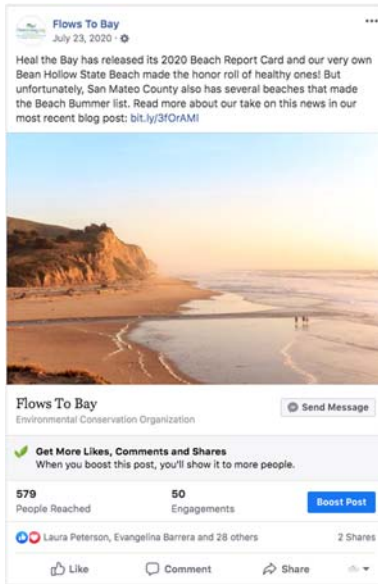 Flows To Bay
July 23, 2020 ·
Heal the Bay has released its 2020 Beach Report Card and our very own
Bean Hollow State Beach made the honor roll of healthy ones! But
unfortunately, San Mateo County also has several beaches that made
the Beach Bummer list. Read more about our take on this news in our
most recent blog post: bit.ly/3fOrAMl
Flows To Bay
Environmental Conservation Organization
Send Message
Get More Likes, Comments and Shares
When you boost this post, you'll show it to more people.
579
People Reached
50
Engagements
Boost Post
Laura Peterson, Evangelina Barrera and 28 others
2 Shares
Like
Comment
Share